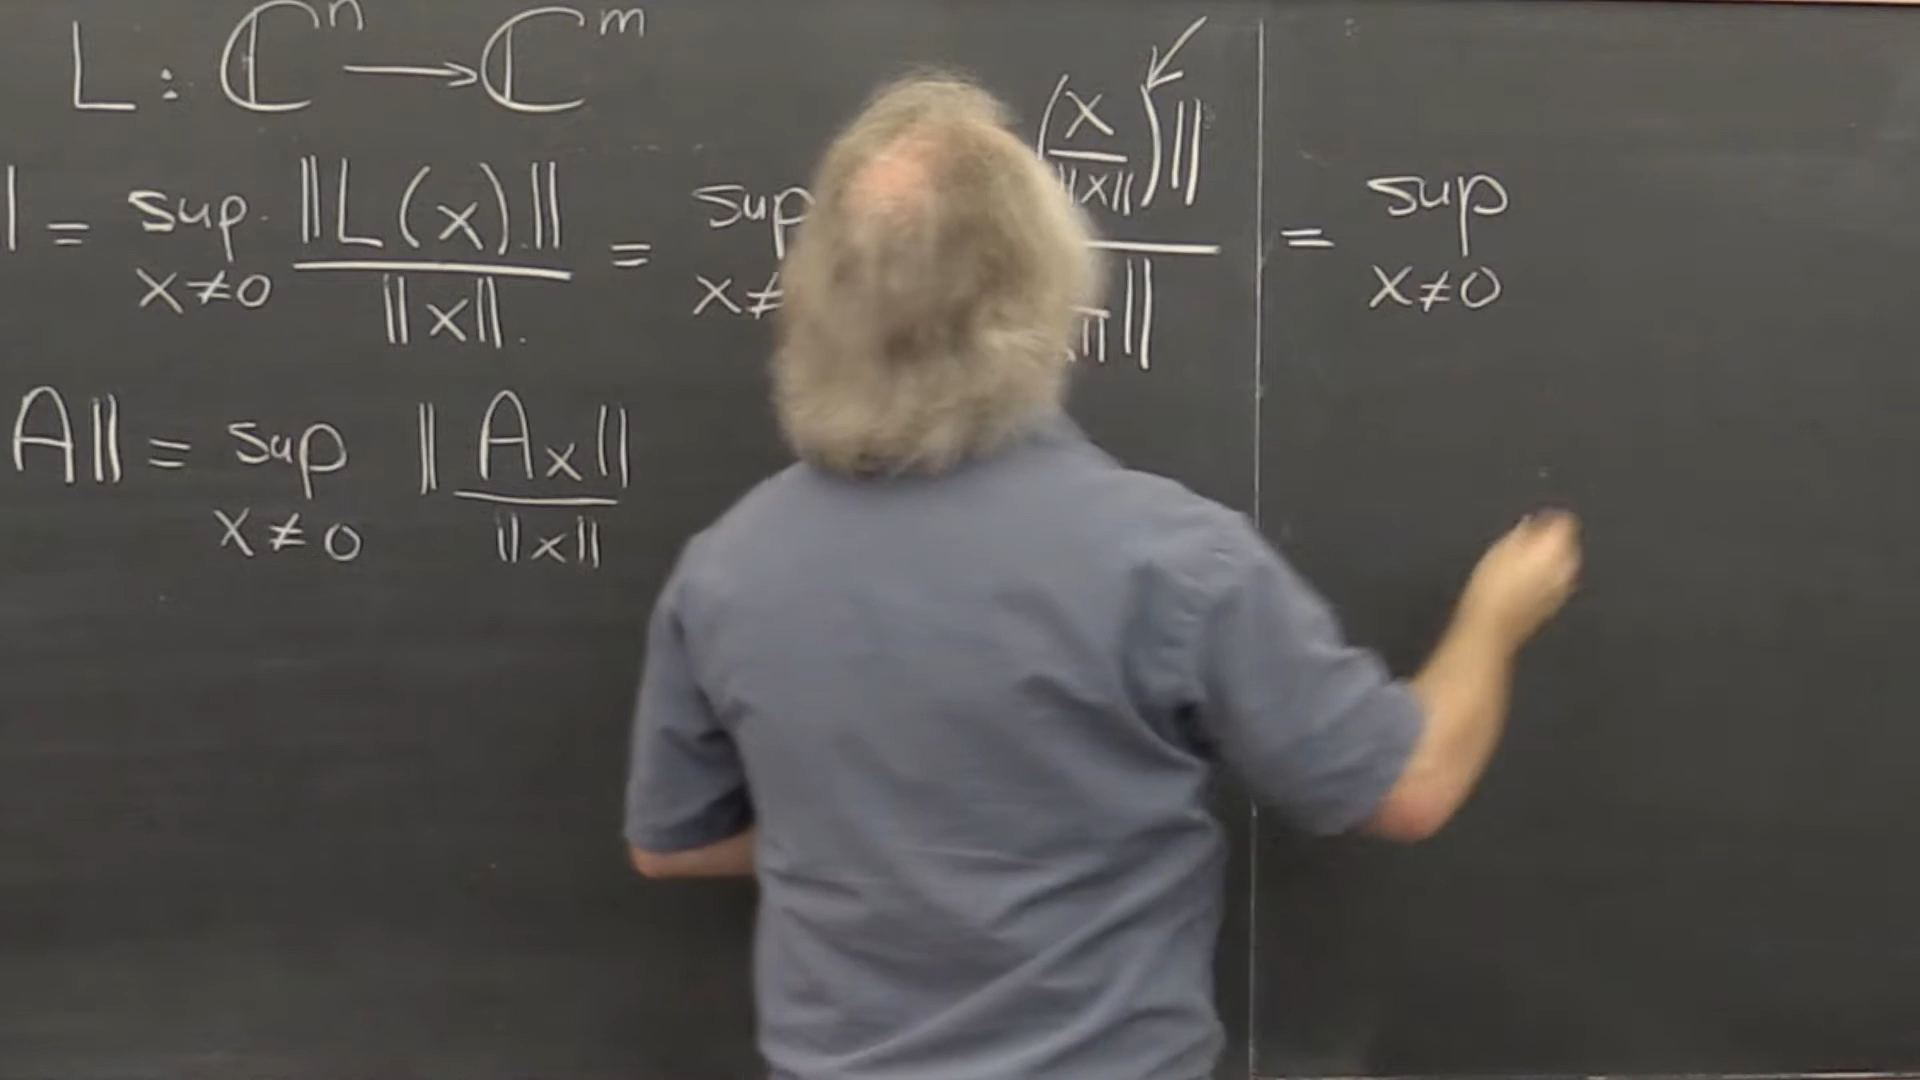 L : ℂⁿ ⟶ ℂᵐ
‖ = sup x≠0 ‖L(x)‖ / ‖x‖ = sup x≠ (x/‖x‖)‖ / ‖ = sup x≠0
A‖ = sup x≠0 ‖Ax‖ / ‖x‖